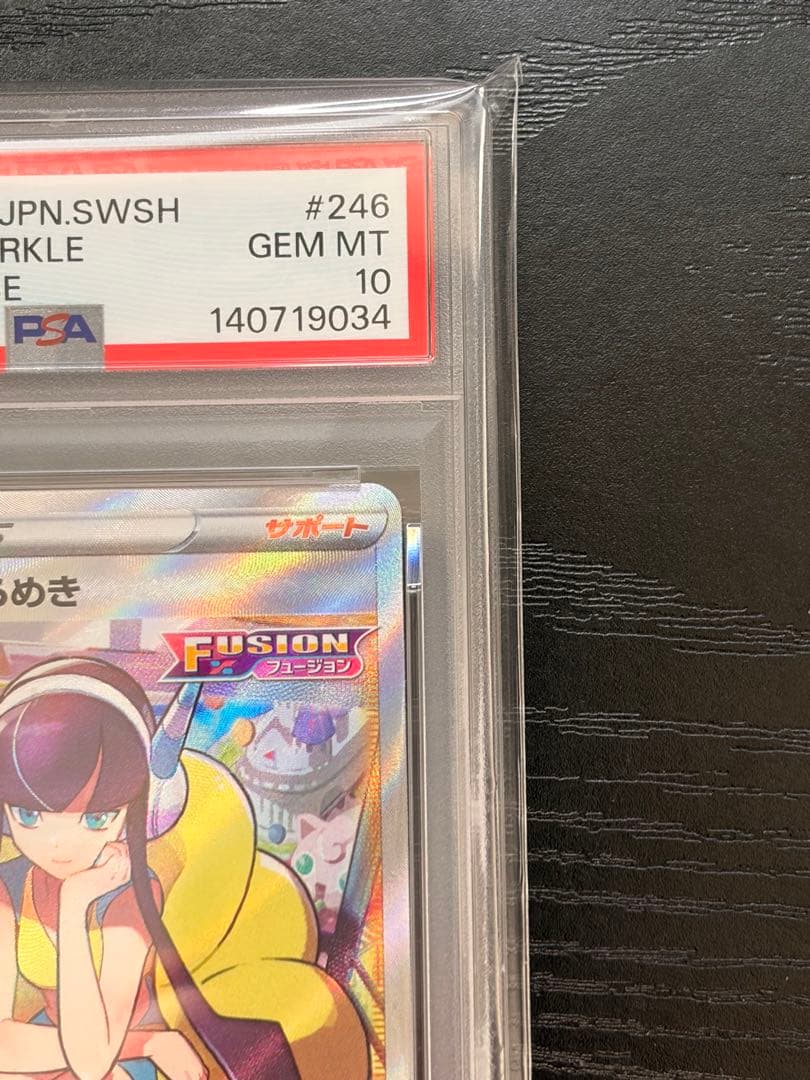 JPN.SWSH #246
RKLE GEM MT
E 10
PSA 140719034
サポート
めき
FUSION
フュージョン